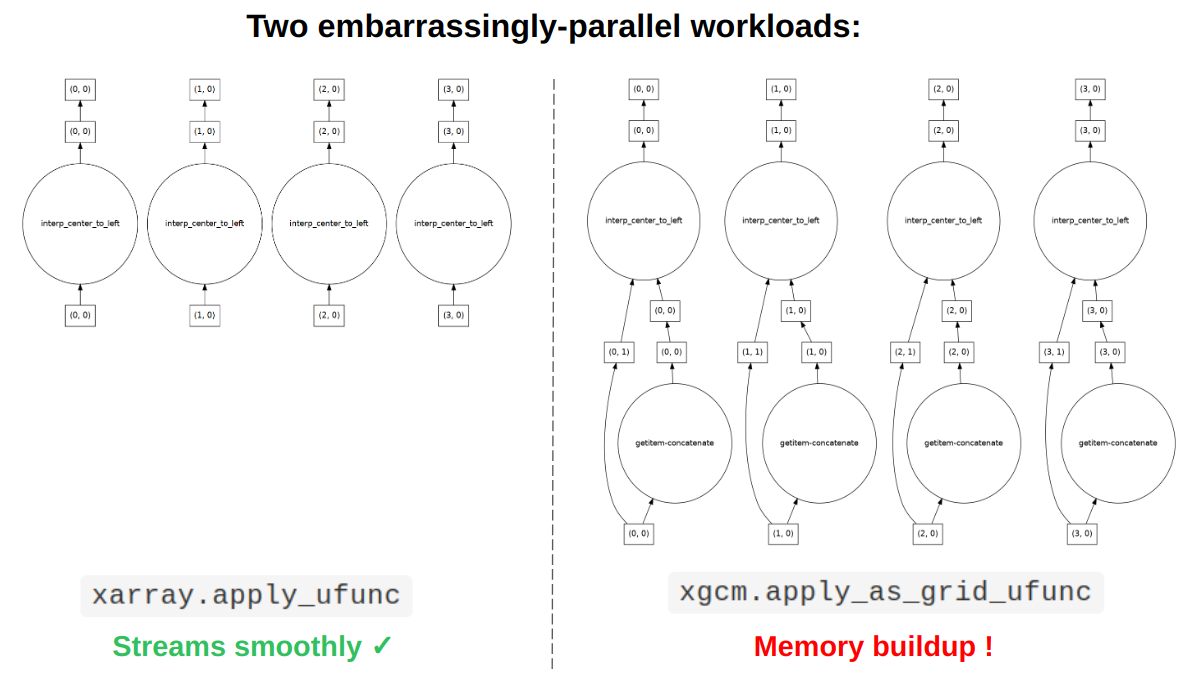 Two embarrassingly-parallel workloads:
(0, 0) (1, 0) (2, 0) (3, 0)
(0, 0) (1, 0) (2, 0) (3, 0)
interp_center_to_left interp_center_to_left interp_center_to_left interp_center_to_left
(0, 0) (1, 0) (2, 0) (3, 0)
xarray.apply_ufunc
Streams smoothly ✓
(0, 0) (1, 0) (2, 0) (3, 0)
(0, 0) (1, 0) (2, 0) (3, 0)
interp_center_to_left interp_center_to_left interp_center_to_left interp_center_to_left
(0, 0) (1, 0) (2, 0) (3, 0)
(0, 1) (0, 0) (1, 1) (1, 0) (2, 1) (2, 0) (3, 1) (3, 0)
getitem-concatenate getitem-concatenate getitem-concatenate getitem-concatenate
(0, 0) (1, 0) (2, 0) (3, 0)
xgcm.apply_as_grid_ufunc
Memory buildup !